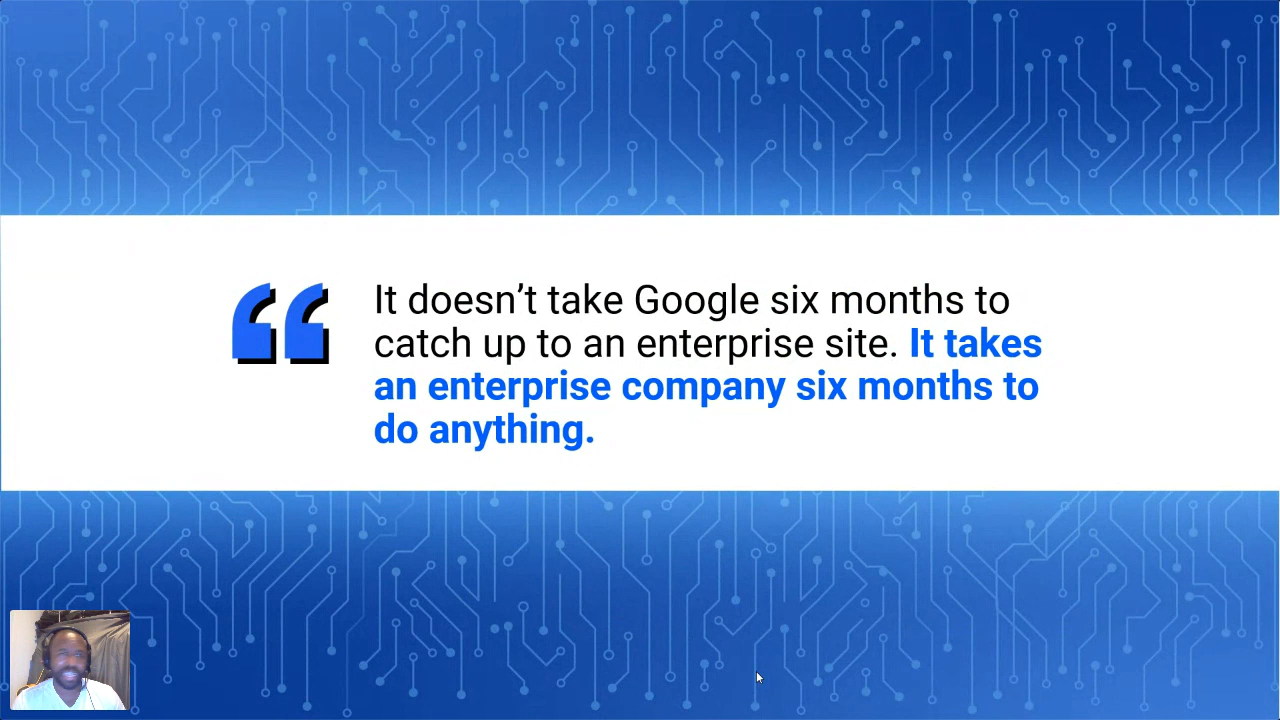 It doesn’t take Google six months to
catch up to an enterprise site. It takes
an enterprise company six months to
do anything.